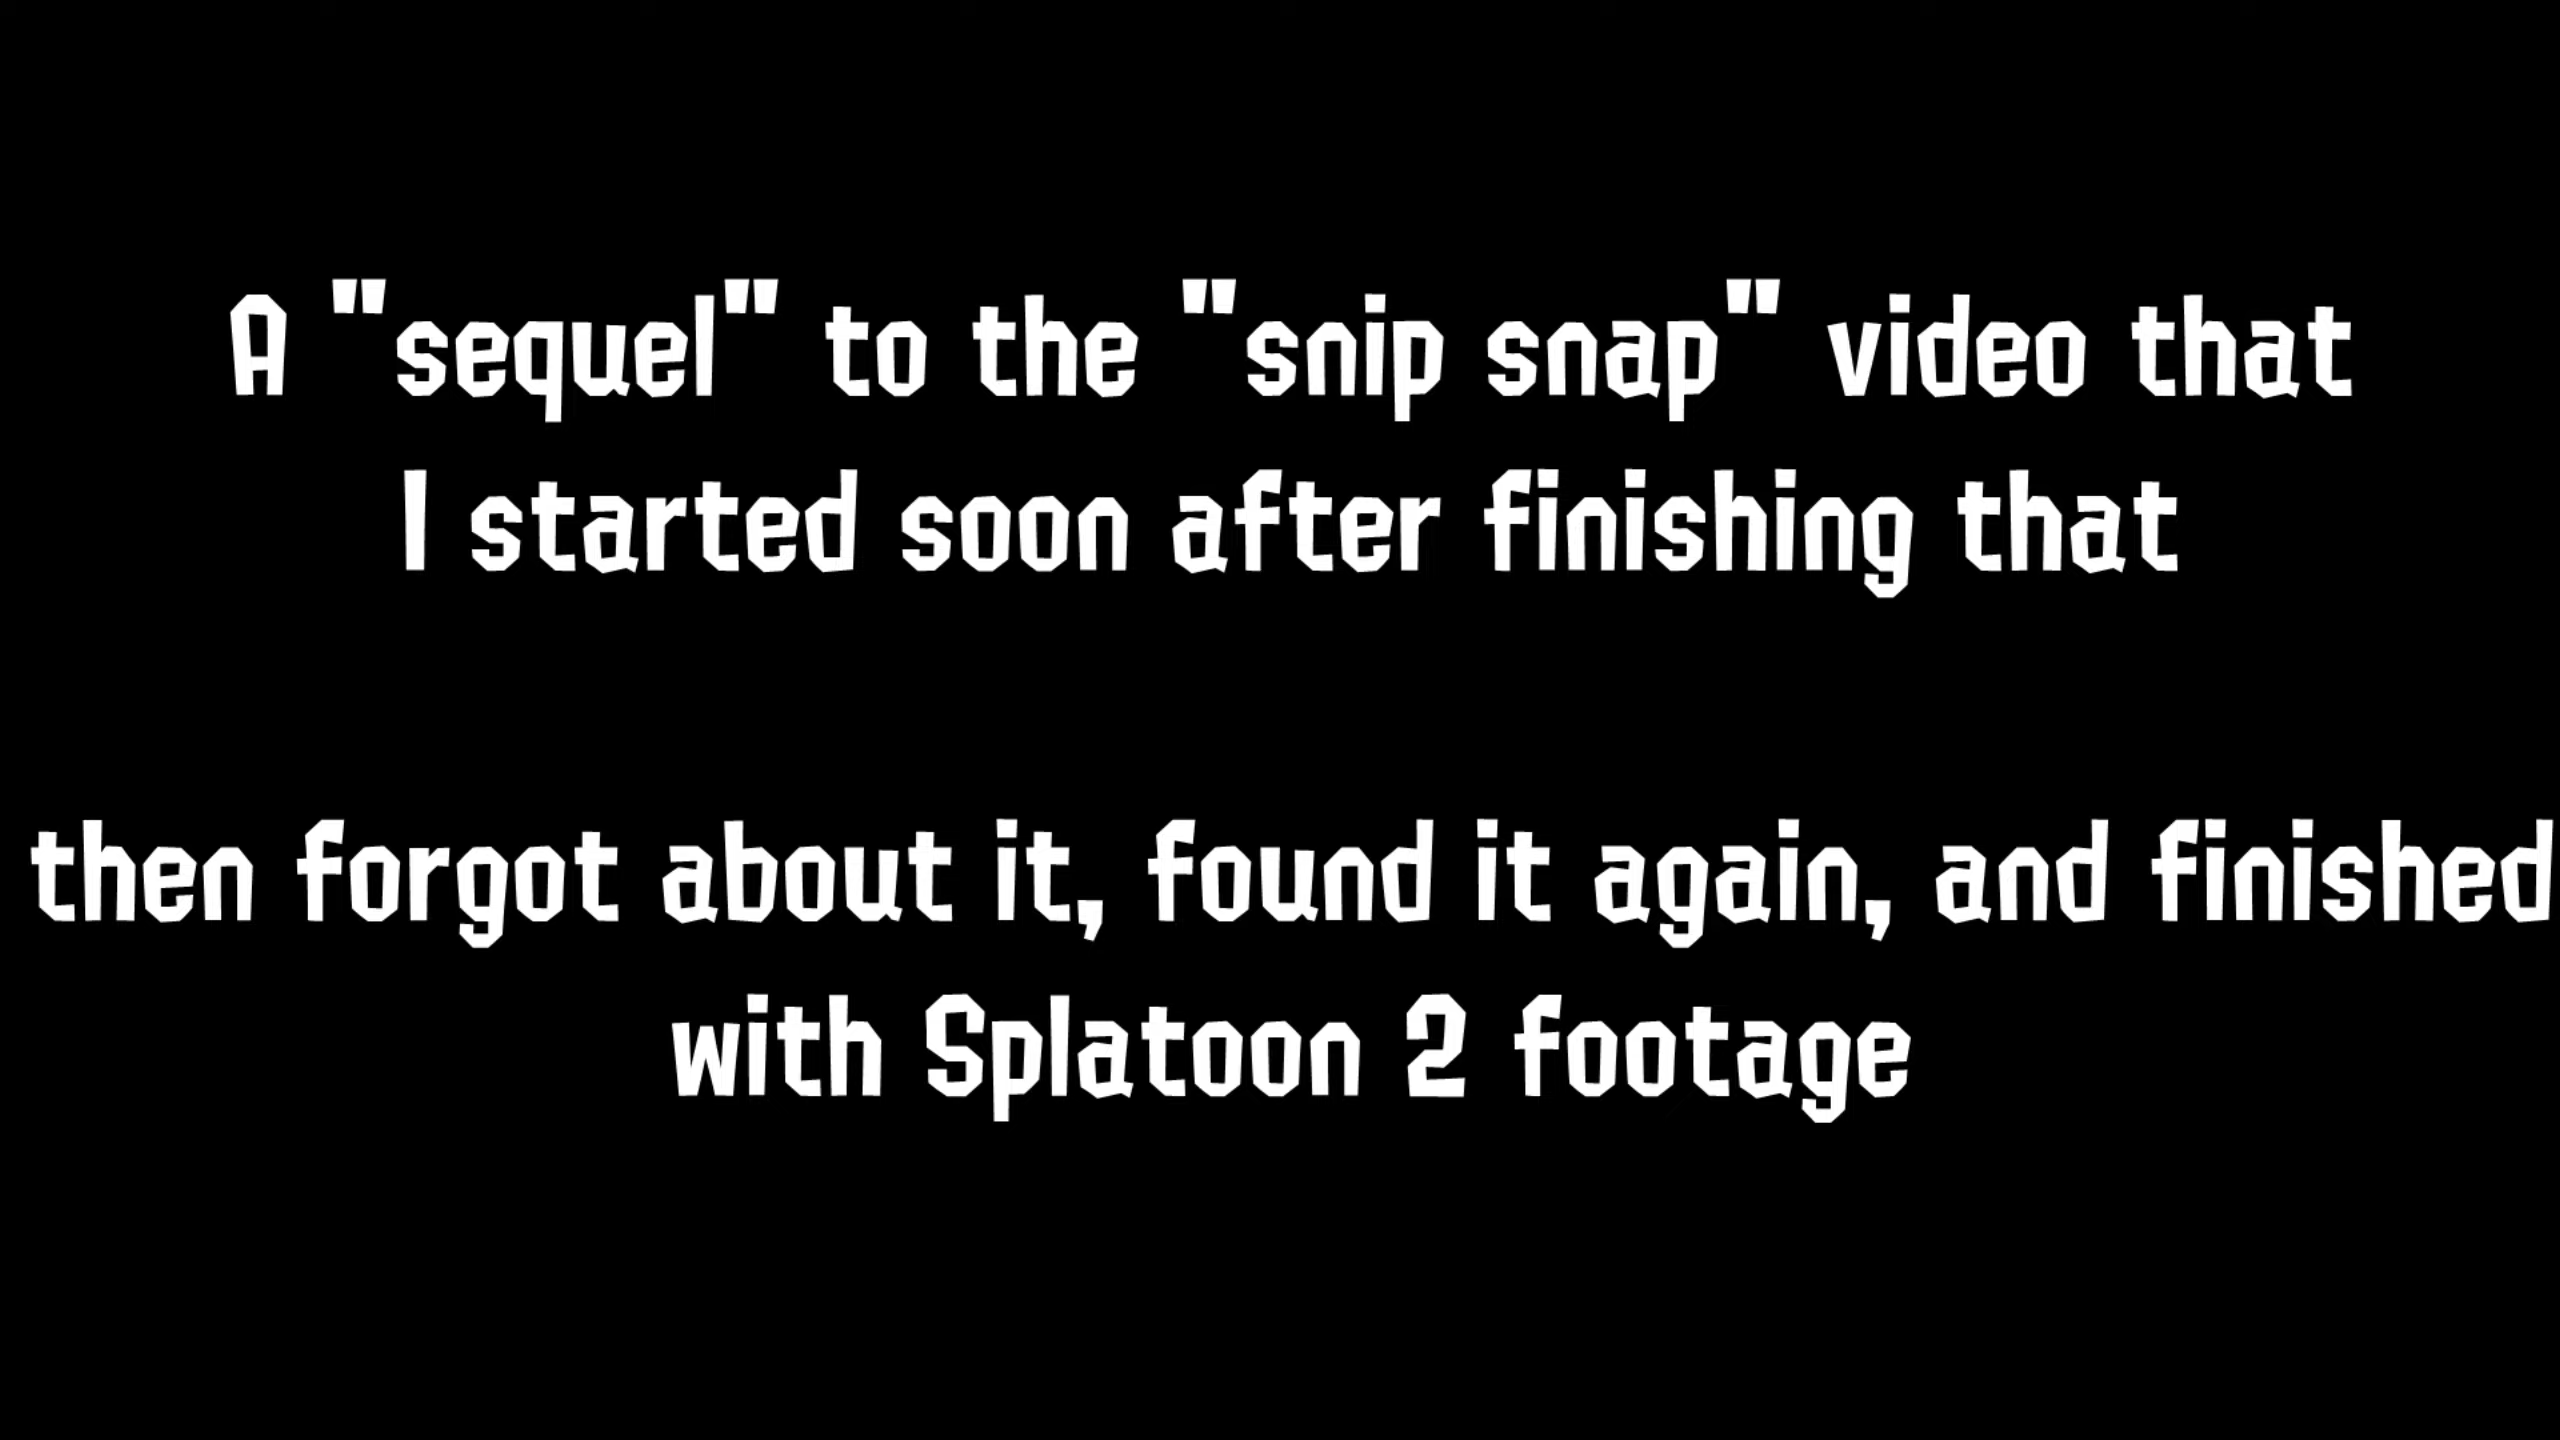 A "sequel" to the "snip snap" video that
I started soon after finishing that
then forgot about it, found it again, and finished
with Splatoon 2 footage